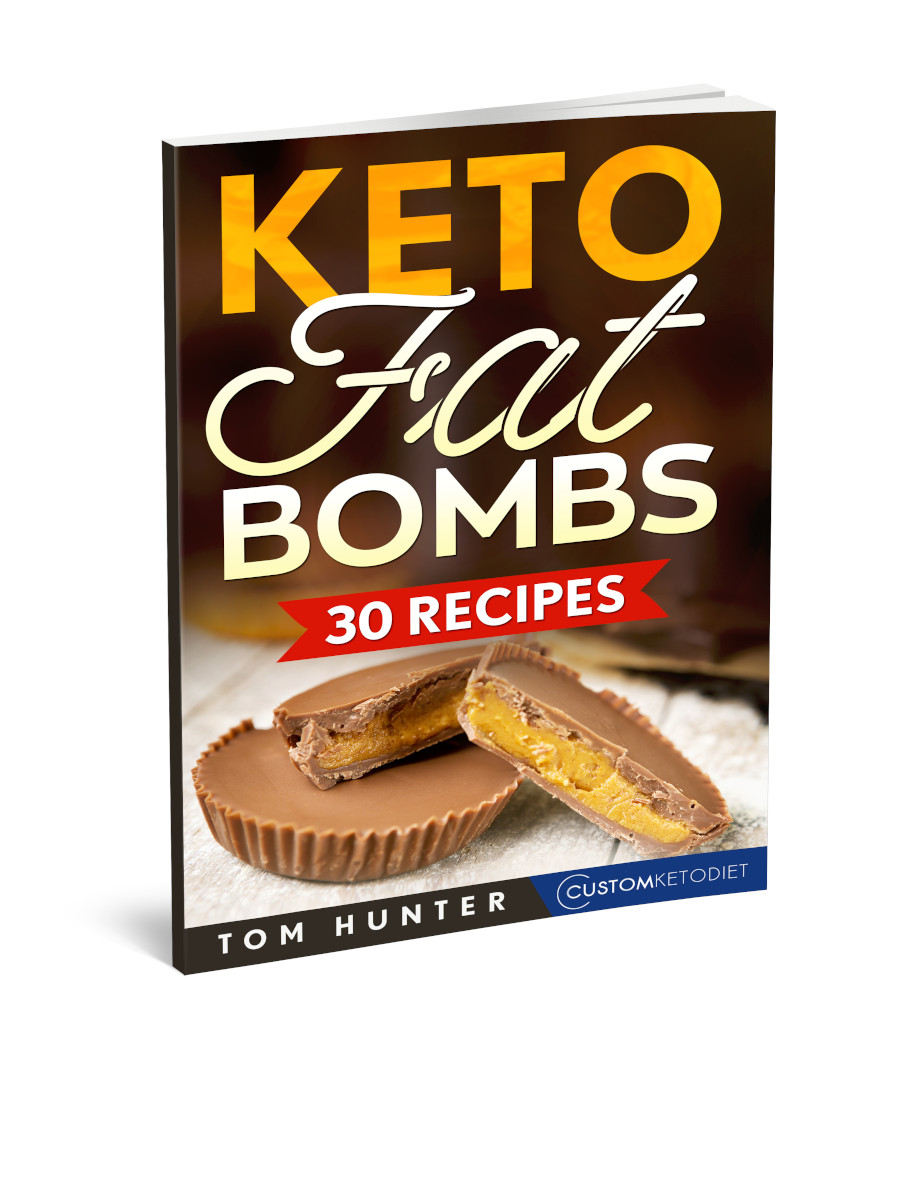 KETO
Fat
BOMBS
30 RECIPES
TOM HUNTER
CUSTOMKETODIET